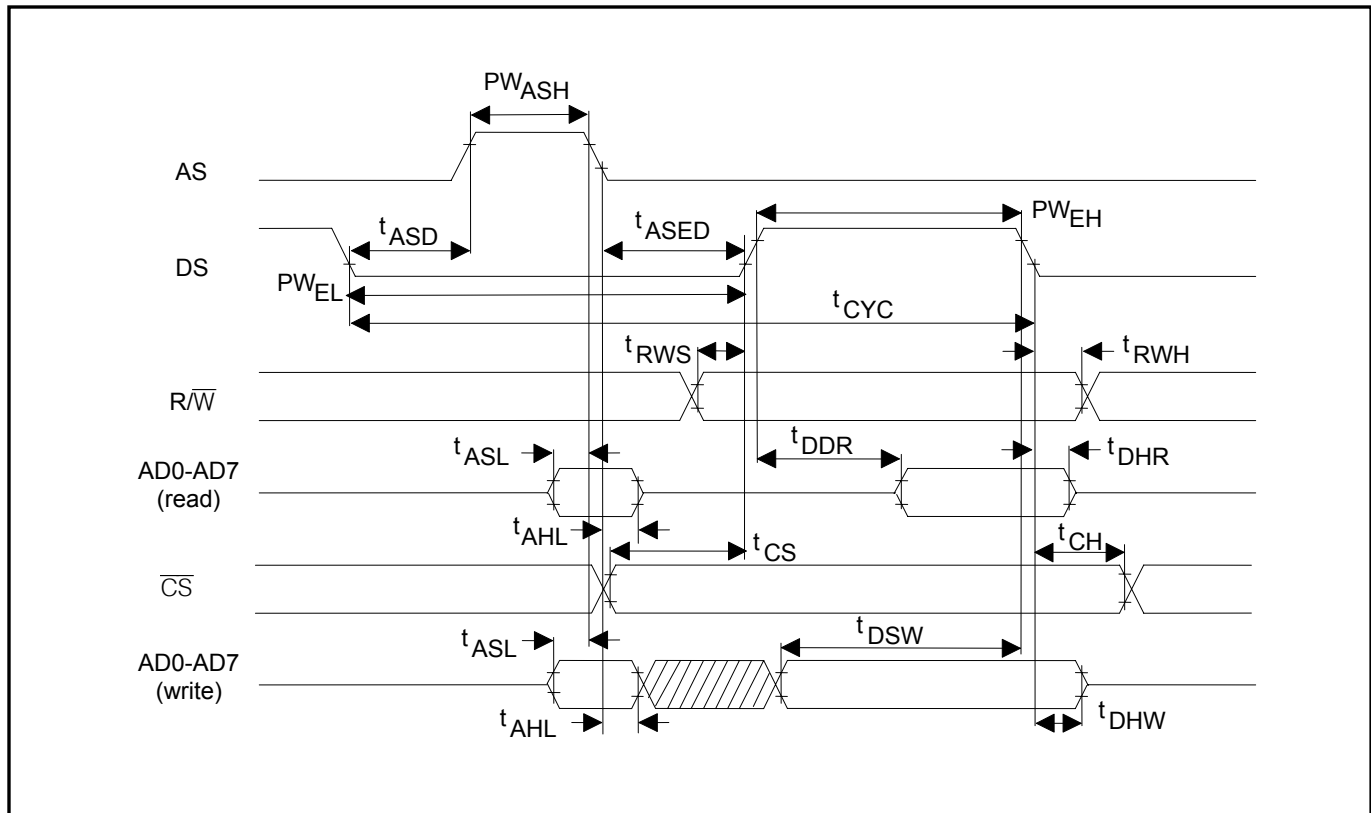 PW_ASH
AS
t_ASD
t_ASED
PW_EH
DS
PW_EL
t_CYC
t_RWS
t_RWH
R/W̅
t_ASL
t_DDR
t_DHR
AD0-AD7
(read)
t_AHL
t_CS
t_CH
C̅S̅
t_ASL
t_DSW
AD0-AD7
(write)
t_AHL
t_DHW